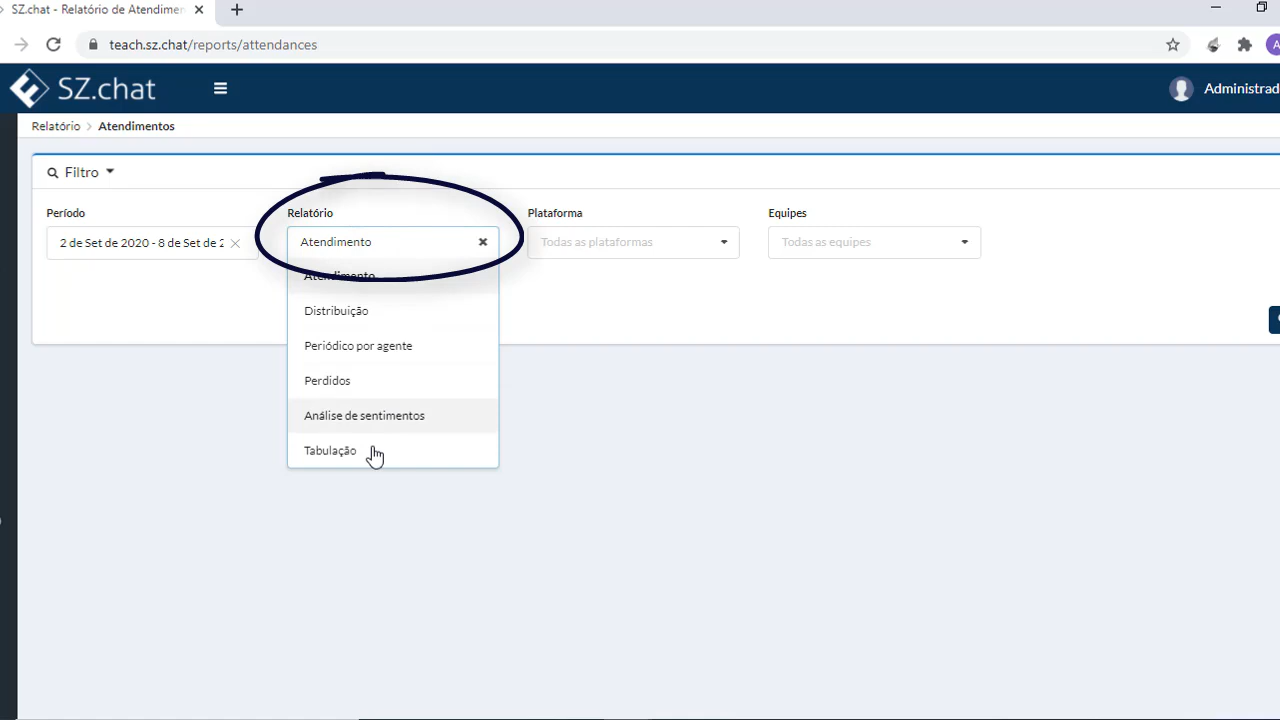 SZ.chat - Relatório de Atendimen
teach.sz.chat/reports/attendances
SZ.chat
Administrad
Relatório > Atendimentos
Filtro
Período
Relatório
Plataforma
Equipes
2 de Set de 2020 - 8 de Set de 2
Atendimento
Todas as plataformas
Todas as equipes
Atendimento
Distribuição
Periódico por agente
Perdidos
Análise de sentimentos
Tabulação